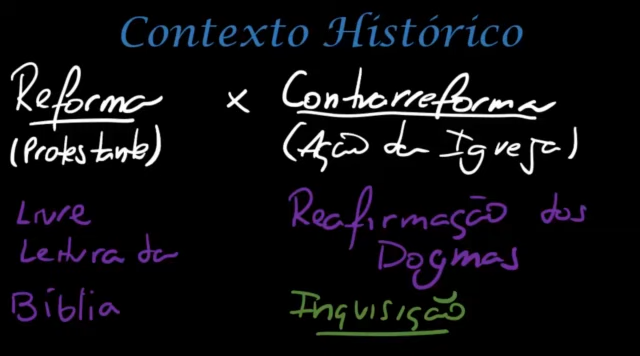 Contexto Histórico
Reforma x Contrarreforma
(Protestante) (Ação da Igreja)
Livre Reafirmação dos
Leitura da Dogmas
Bíblia Inquisição